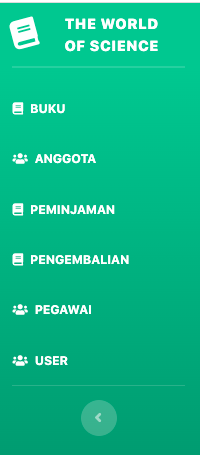 THE WORLD
OF SCIENCE
BUKU
ANGGOTA
PEMINJAMAN
PENGEMBALIAN
PEGAWAI
USER